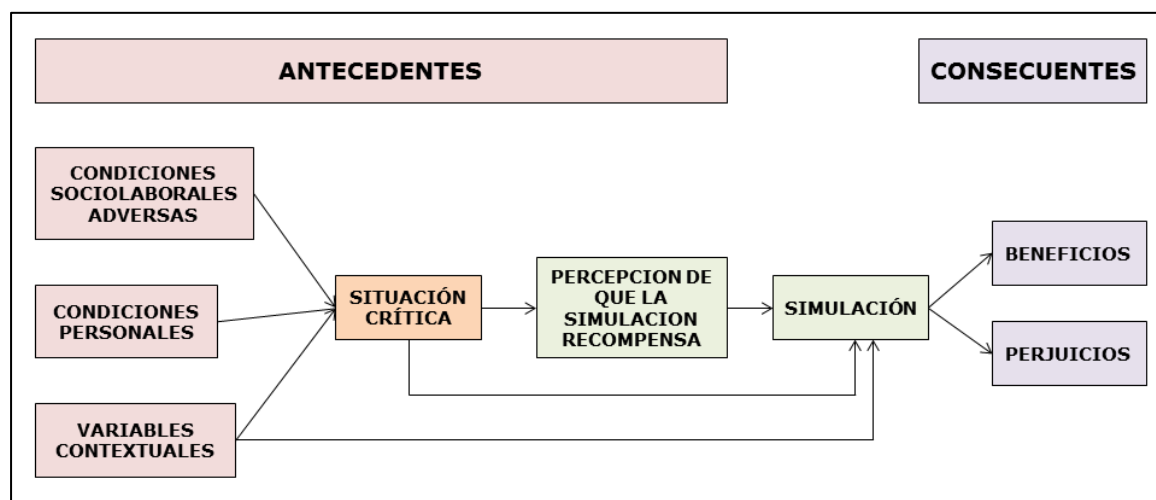 ANTECEDENTES
CONSECUENTES
CONDICIONES
SOCIOLABORALES
ADVERSAS
CONDICIONES
PERSONALES
VARIABLES
CONTEXTUALES
SITUACIÓN
CRÍTICA
PERCEPCION DE
QUE LA
SIMULACION
RECOMPENSA
SIMULACIÓN
BENEFICIOS
PERJUICIOS